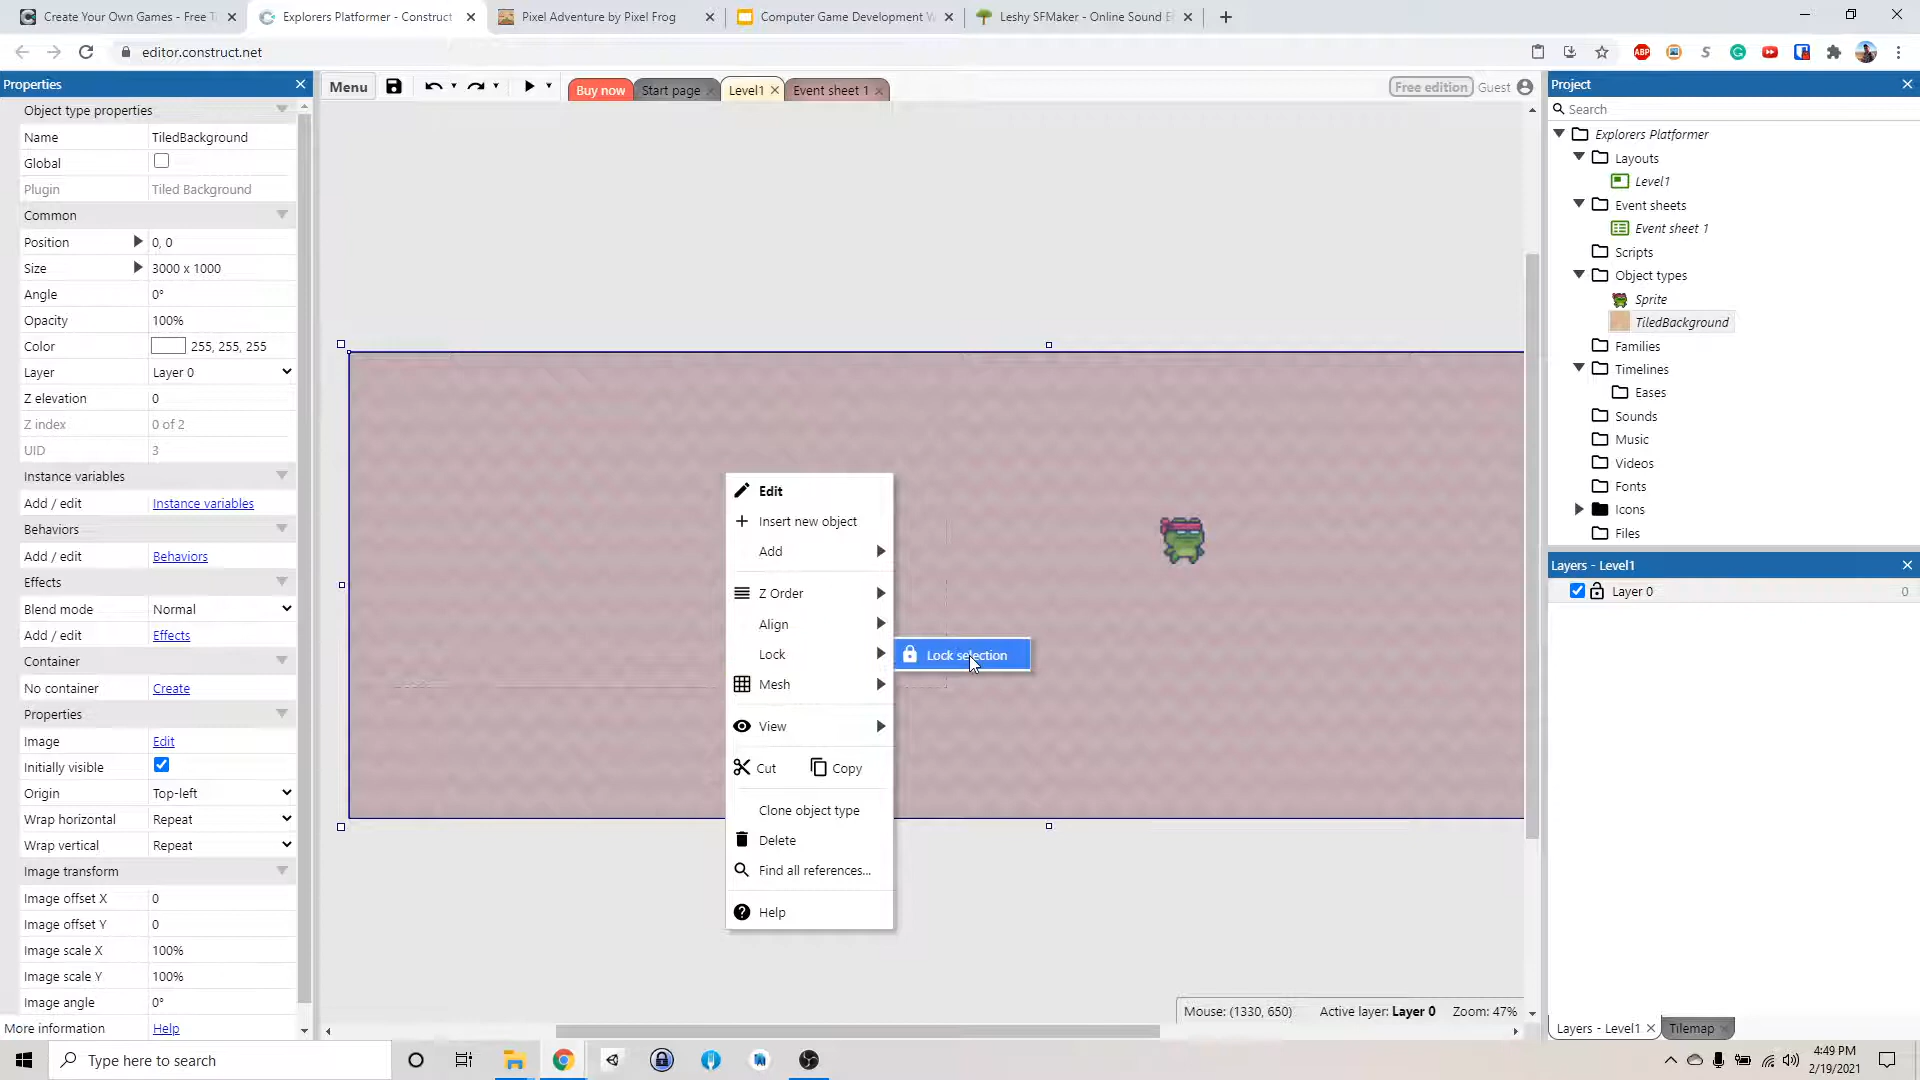 Create Your Own Games - Free T
Explorers Platformer - Construct
Pixel Adventure by Pixel Frog
Computer Game Development W
Leshy SFMaker - Online Sound E
editor.construct.net
ABP
Properties
Menu
Buy now
Start page
Level1
Event sheet 1
Free edition
Guest
Project
Object type properties
Name
TiledBackground
Global
Plugin
Tiled Background
Common
Position
0, 0
Size
3000 x 1000
Angle
0°
Opacity
100%
Color
255, 255, 255
Layer
Layer 0
Z elevation
0
Z index
0 of 2
UID
3
Instance variables
Add / edit
Instance variables
Behaviors
Add / edit
Behaviors
Effects
Blend mode
Normal
Add / edit
Effects
Container
No container
Create
Properties
Image
Edit
Initially visible
Origin
Top-left
Wrap horizontal
Repeat
Wrap vertical
Repeat
Image transform
Image offset X
0
Image offset Y
0
Image scale X
100%
Image scale Y
100%
Image angle
0°
More information
Help
Edit
Insert new object
Add
Z Order
Align
Lock
Lock selection
Mesh
View
Cut
Copy
Clone object type
Delete
Find all references...
Help
Mouse: (1330, 650)
Active layer: Layer 0
Zoom: 47%
Search
Explorers Platformer
Layouts
Level1
Event sheets
Event sheet 1
Scripts
Object types
Sprite
TiledBackground
Families
Timelines
Eases
Sounds
Music
Videos
Fonts
Icons
Files
Layers - Level1
Layer 0
0
Layers - Level1
Tilemap
Type here to search
4:49 PM
2/19/2021